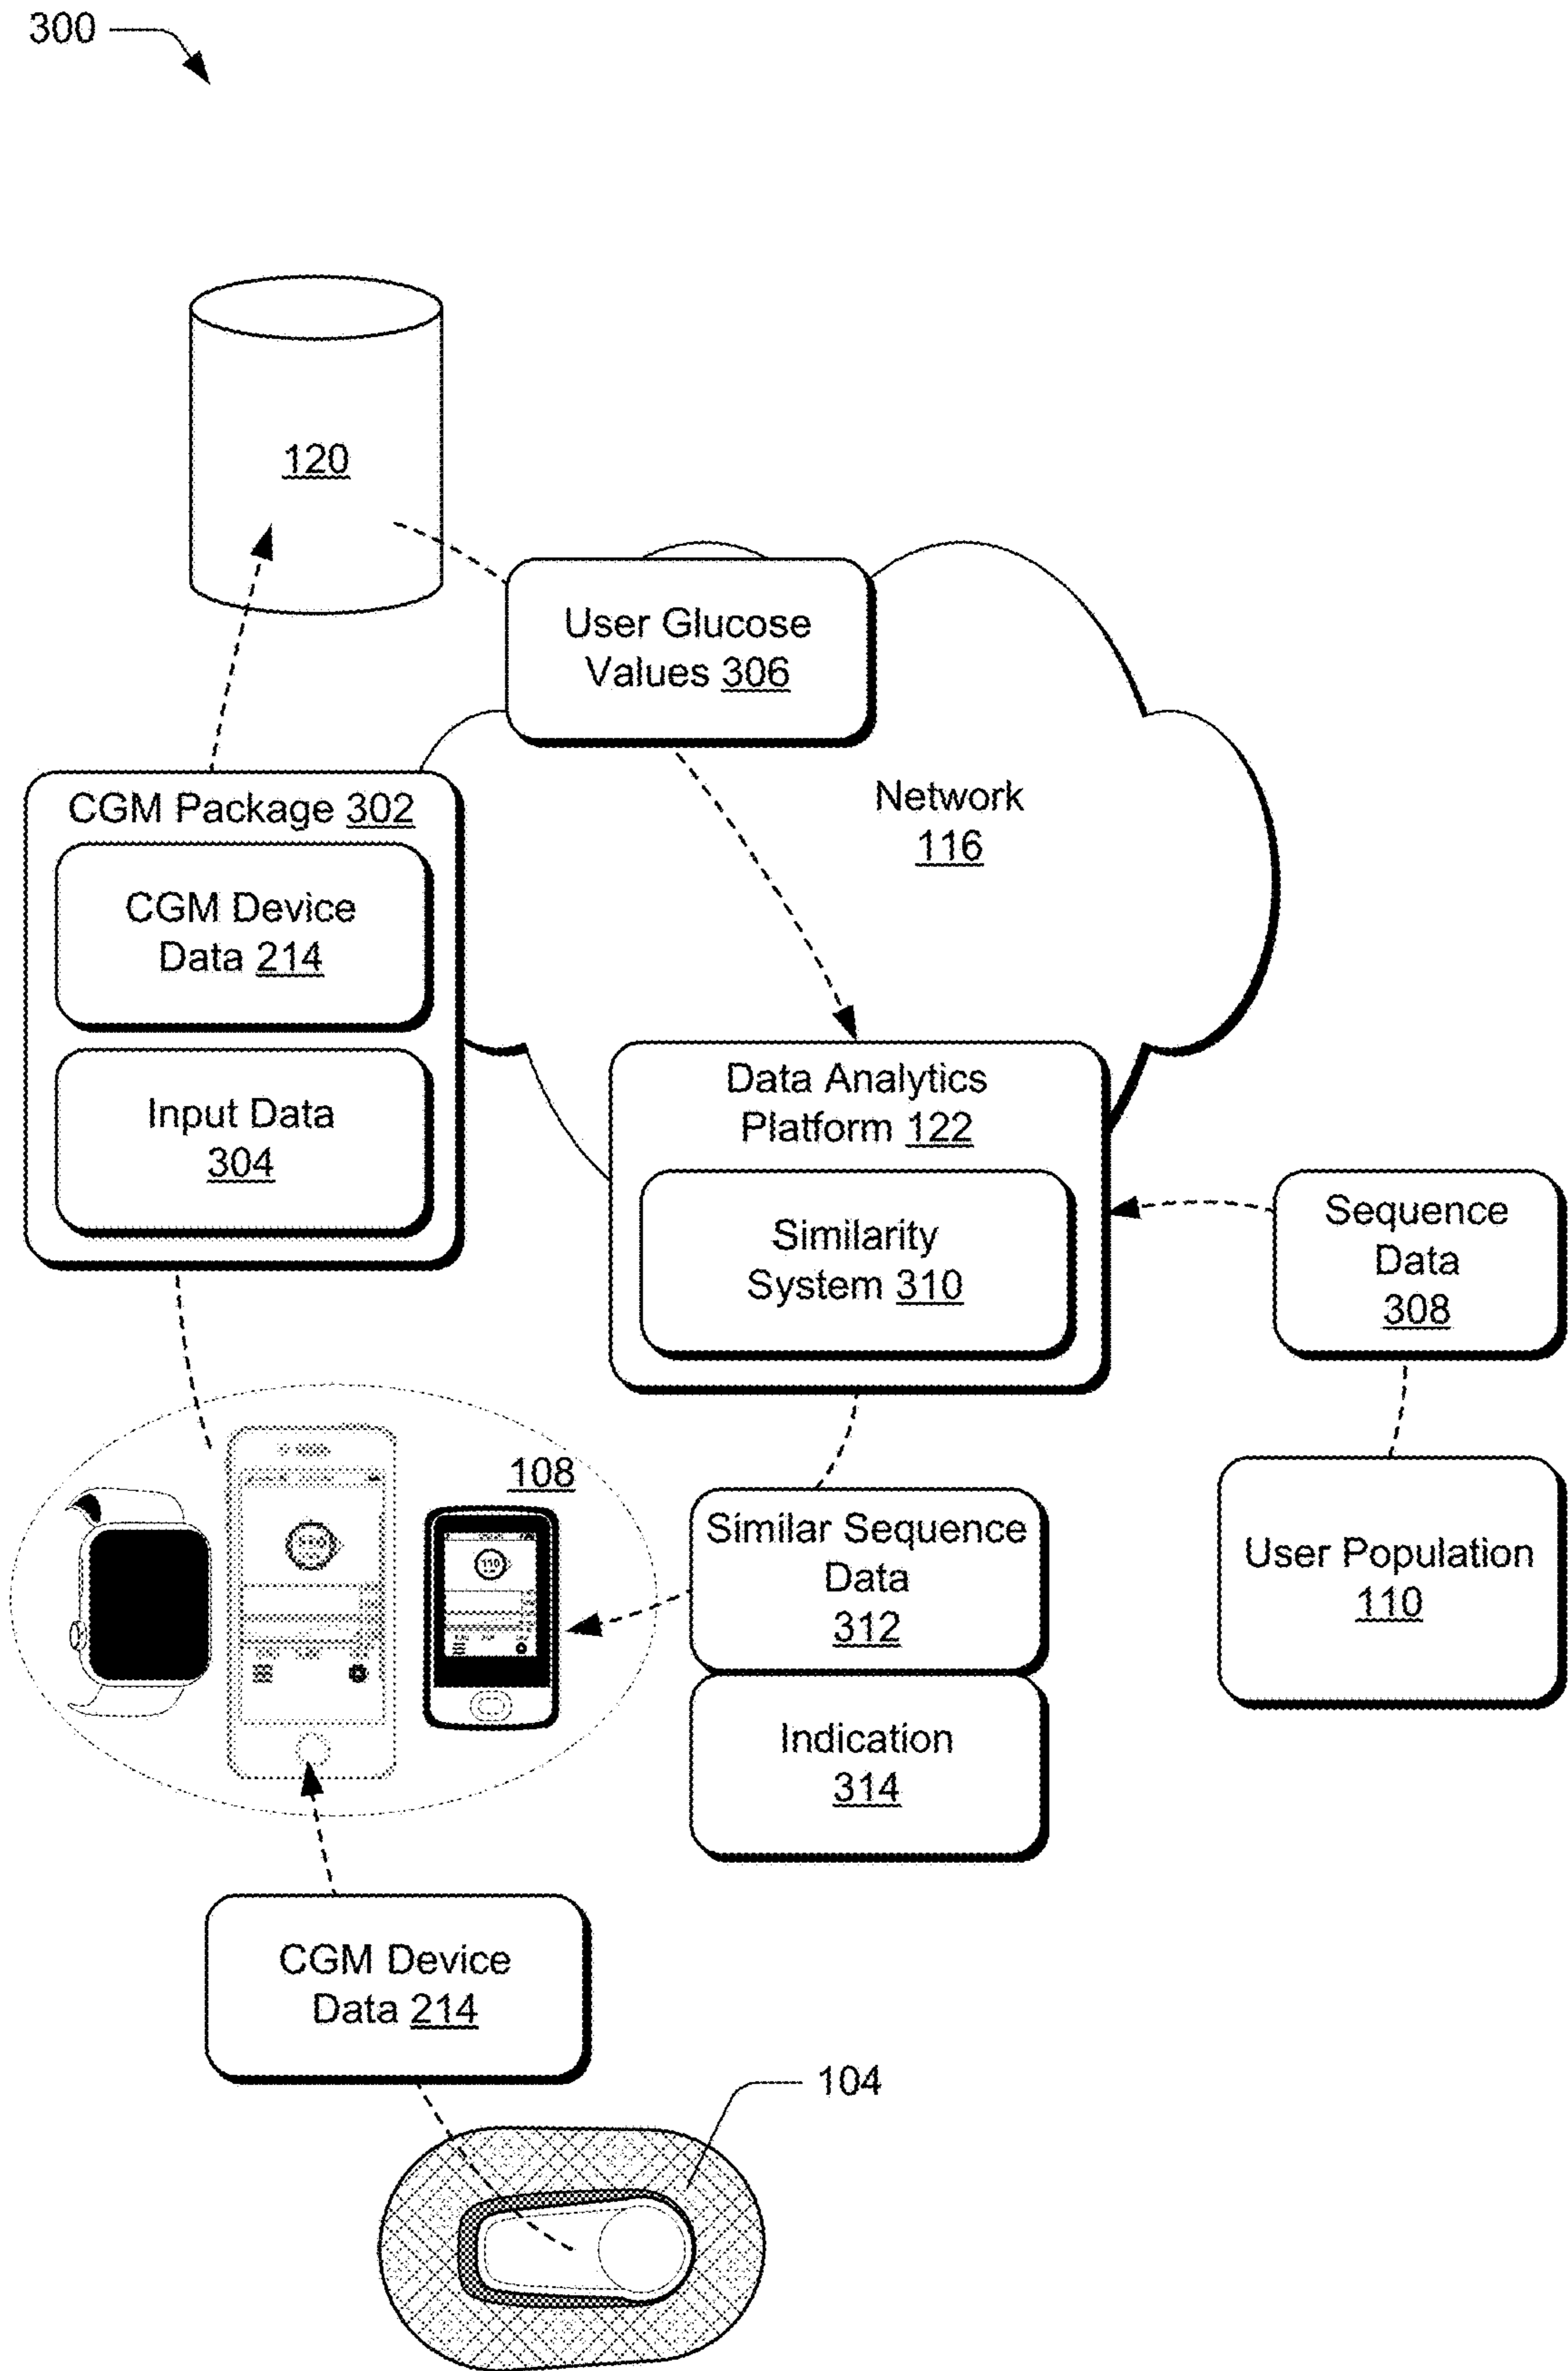 300
120
User Glucose
Values 306
Network
116
CGM Package 302
CGM Device
Data 214
Input Data
304
Data Analytics
Platform 122
Similarity
System 310
Sequence
Data
308
108
110
Similar Sequence
Data
312
User Population
110
Indication
314
CGM Device
Data 214
104